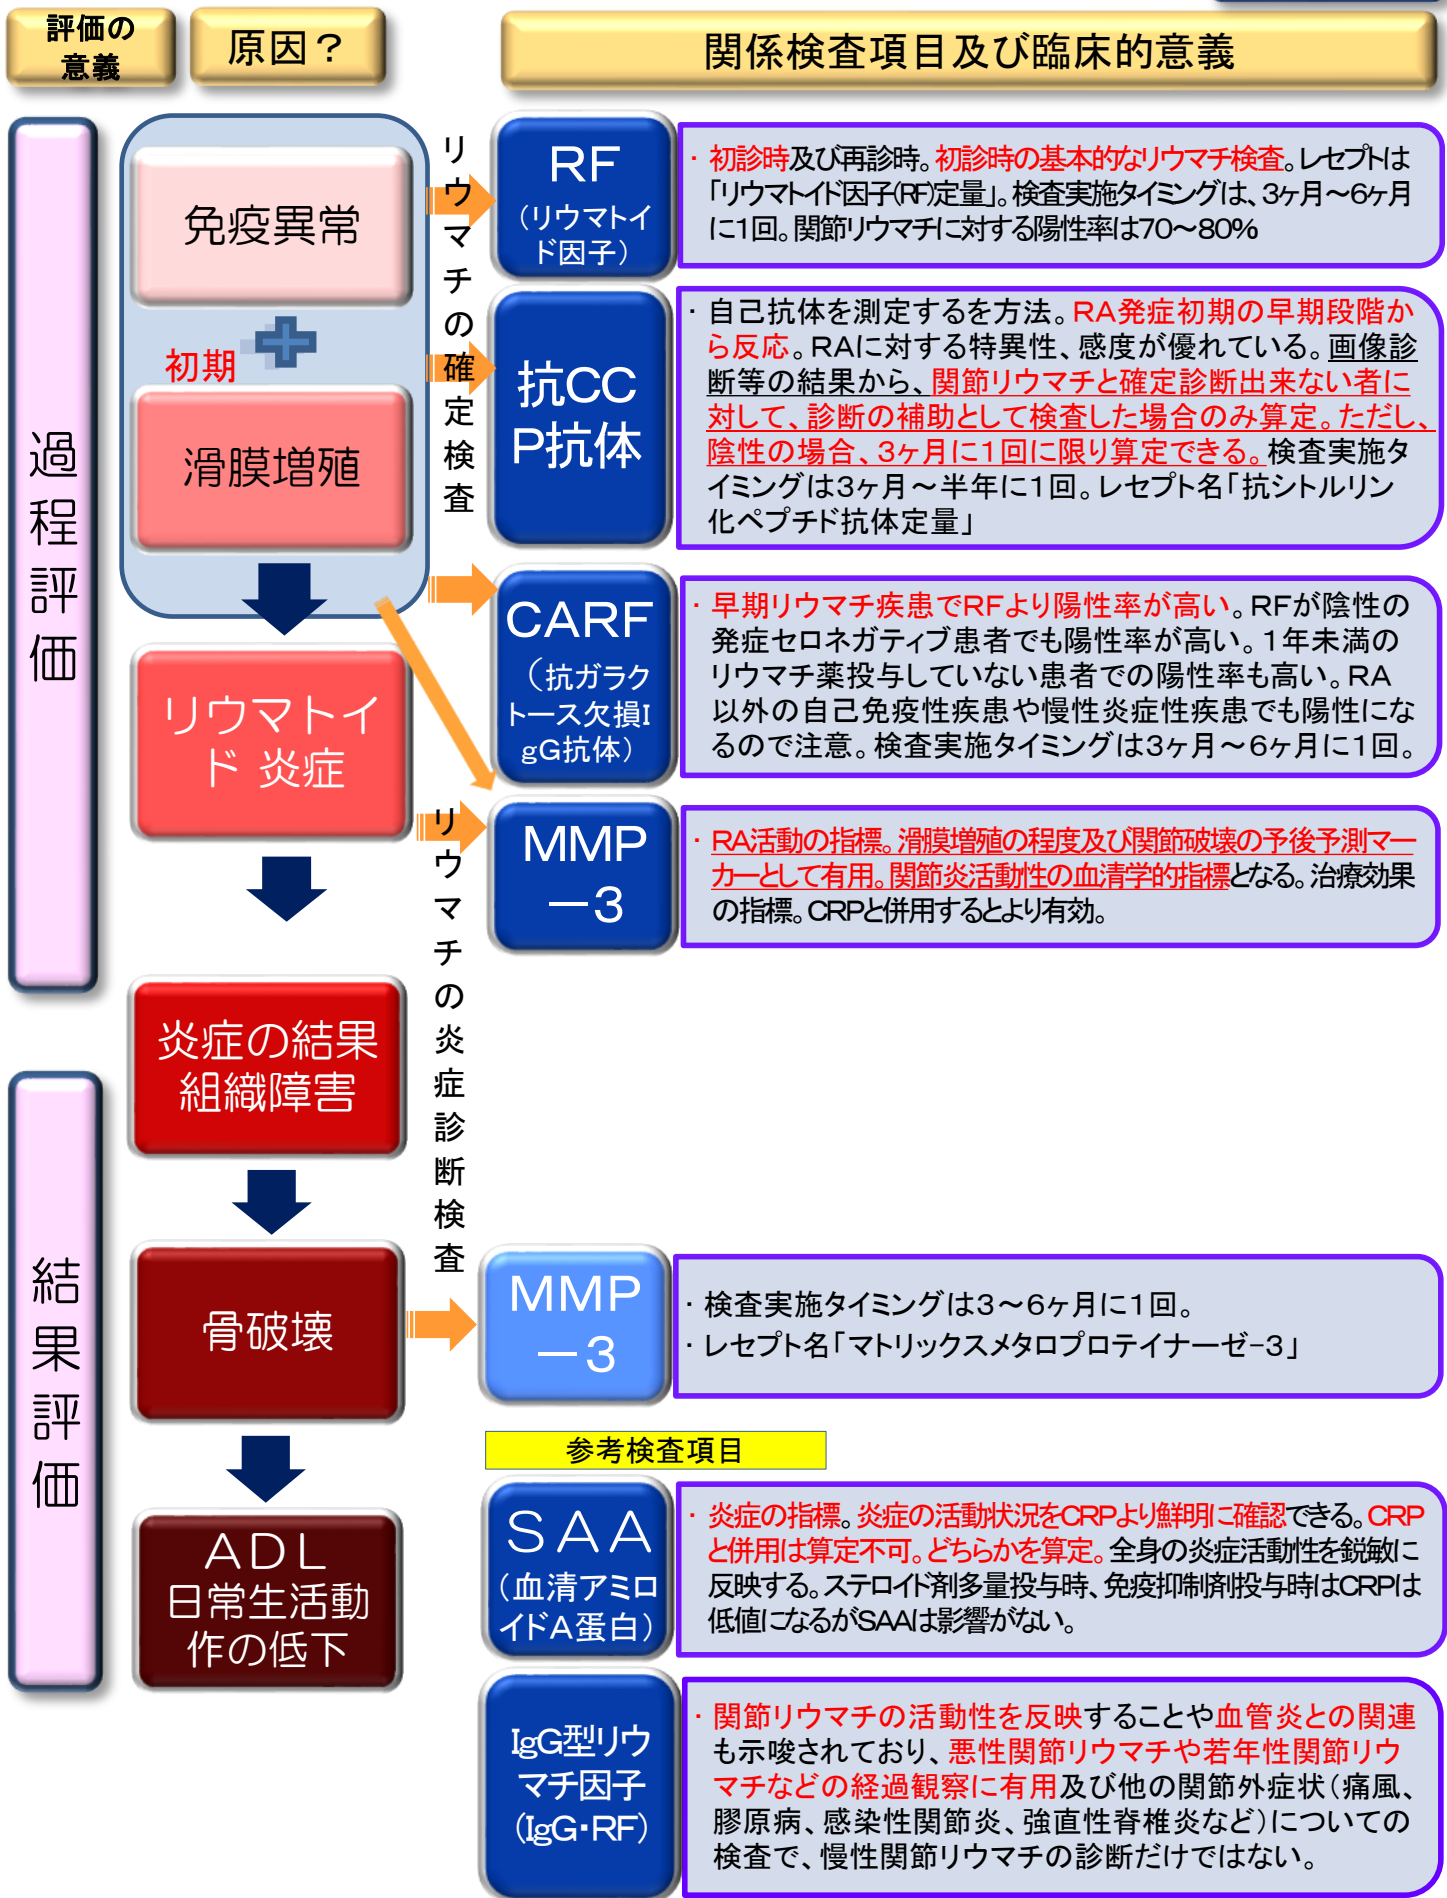 評価の
意義
原因？
関係検査項目及び臨床的意義
過程評価
免疫異常
初期
滑膜増殖
リウマトイ
ド 炎症
炎症の結果
組織障害
結果評価
骨破壊
ＡＤＬ
日常生活動
作の低下
リウマチの確定検査
リウマチの炎症診断検査
RF
（リウマトイ
ド因子）
・初診時及び再診時。初診時の基本的なリウマチ検査。レセプトは
「リウマトイド因子(RF)定量」。検査実施タイミングは、3ヶ月～6ヶ月
に1回。関節リウマチに対する陽性率は70～80%
抗CC
P抗体
・自己抗体を測定するを方法。RA発症初期の早期段階か
ら反応。RAに対する特異性、感度が優れている。画像診
断等の結果から、関節リウマチと確定診断出来ない者に
対して、診断の補助として検査した場合のみ算定。ただし、
陰性の場合、3ヶ月に1回に限り算定できる。検査実施タ
イミングは3ヶ月～半年に1回。レセプト名「抗シトルリン
化ペプチド抗体定量」
CARF
（抗ガラク
トース欠損I
gG抗体）
・早期リウマチ疾患でRFより陽性率が高い。RFが陰性の
発症セロネガティブ患者でも陽性率が高い。1年未満の
リウマチ薬投与していない患者での陽性率も高い。RA
以外の自己免疫性疾患や慢性炎症性疾患でも陽性にな
るので注意。検査実施タイミングは3ヶ月～6ヶ月に1回。
MMP
－3
・RA活動の指標。滑膜増殖の程度及び関節破壊の予後予測マー
カーとして有用。関節炎活動性の血清学的指標となる。治療効果
の指標。CRPと併用するとより有効。
MMP
－3
・検査実施タイミングは3～6ヶ月に1回。
・レセプト名「マトリックスメタロプロテイナーゼ-3」
参考検査項目
ＳＡＡ
（血清アミロ
イドA蛋白）
・炎症の指標。炎症の活動状況をCRPより鮮明に確認できる。CRP
と併用は算定不可。どちらかを算定。全身の炎症活動性を鋭敏に
反映する。ステロイド剤多量投与時、免疫抑制剤投与時はCRPは
低値になるがSAAは影響がない。
IgG型リウ
マチ因子
(IgG・RF)
・関節リウマチの活動性を反映することや血管炎との関連
も示唆されており、悪性関節リウマチや若年性関節リウ
マチなどの経過観察に有用及び他の関節外症状（痛風、
膠原病、感染性関節炎、強直性脊椎炎など）についての
検査で、慢性関節リウマチの診断だけではない。